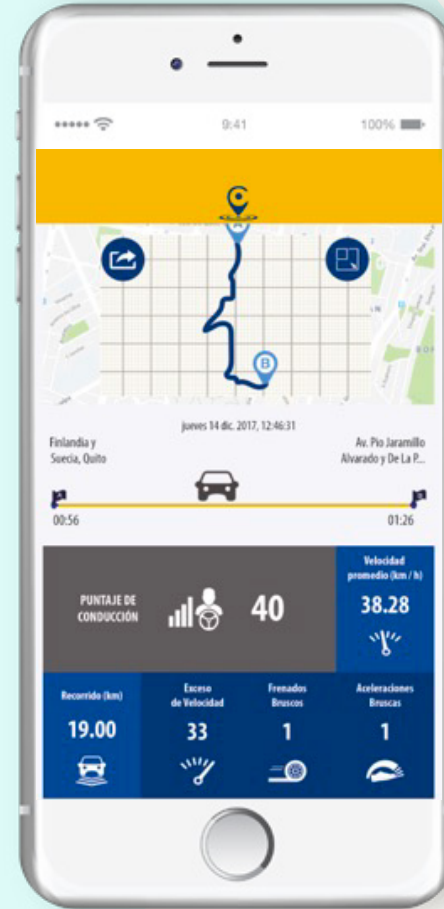 9:41
100%
A
B
jueves 14 dic. 2017, 12:46:31
Finlandia y
Suecia, Quito
Av. Pio Jaramillo
Alvarado y De La P...
00:56
01:26
PUNTAJE DE
CONDUCCIÓN
40
Velocidad
promedio (km / h)
38.28
Recorrido (km)
19.00
Exceso
de Velocidad
33
Frenados
Bruscos
1
Aceleraciones
Bruscas
1